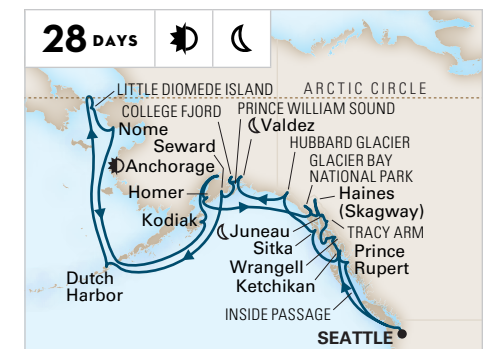 28 DAYS
LITTLE DIOMEDE ISLAND
ARCTIC CIRCLE
COLLEGE FJORD
PRINCE WILLIAM SOUND
Nome
Valdez
Seward
HUBBARD GLACIER
Anchorage
GLACIER BAY
NATIONAL PARK
Homer
Haines
(Skagway)
Kodiak
Juneau
TRACY ARM
Sitka
Prince
Rupert
Wrangell
Ketchikan
Dutch
Harbor
INSIDE PASSAGE
SEATTLE